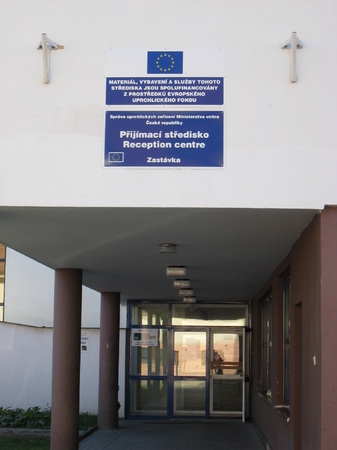 MATERIÁL, VYBAVENÍ A SLUŽBY TOHOTO
STŘEDISKA JSOU SPOLUFINANCOVÁNY
Z PROSTŘEDKŮ EVROPSKÉHO
UPRCHLICKÉHO FONDU
Správa uprchlických zařízení Ministerstva vnitra
České republiky
Přijímací středisko
Reception centre
Zastávka